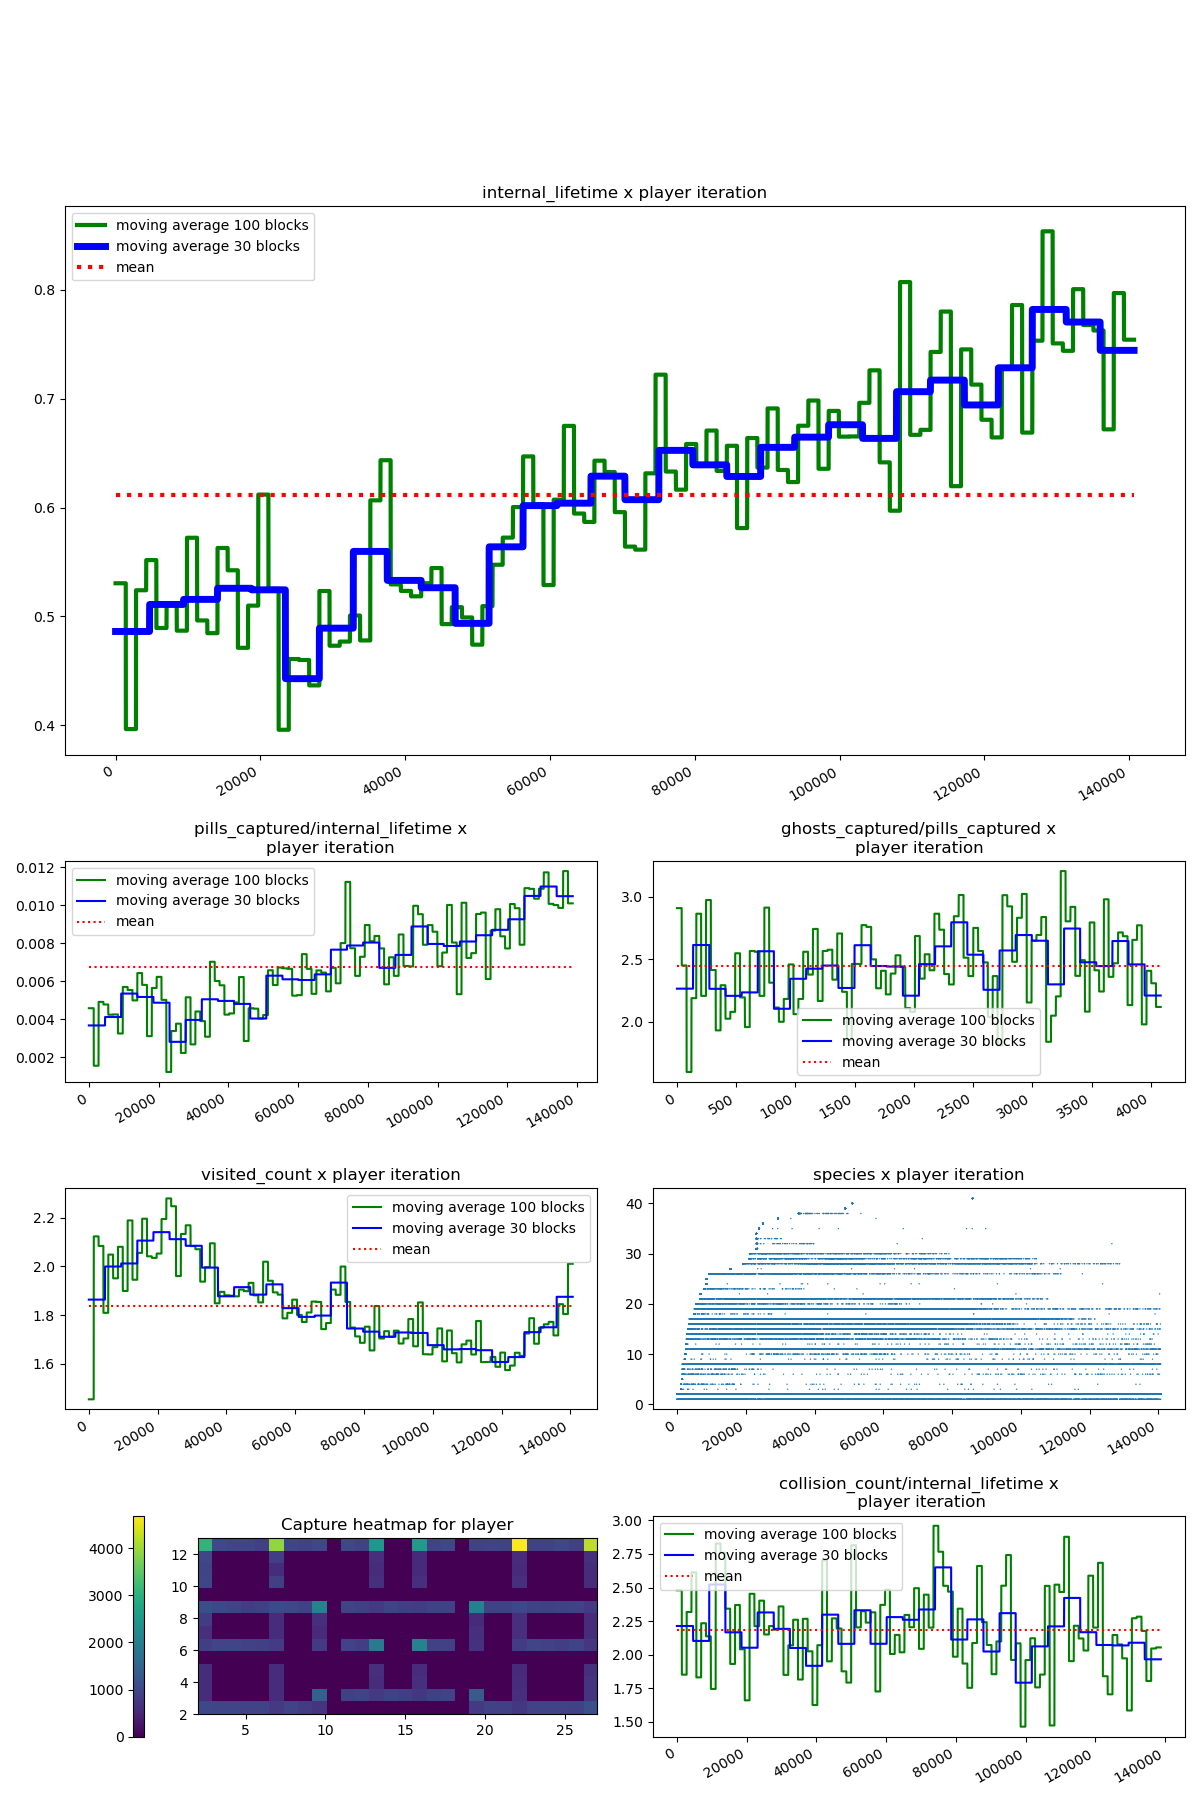 internal_lifetime x player iteration
moving average 100 blocks
moving average 30 blocks
mean
0.8
0.7
0.6
0.5
0.4
0 20000 40000 60000 80000 100000 120000 140000
pills_captured/internal_lifetime x
player iteration
moving average 100 blocks
moving average 30 blocks
mean
0.012
0.010
0.008
0.006
0.004
0.002
0 20000 40000 60000 80000 100000 120000 140000
ghosts_captured/pills_captured x
player iteration
3.0
2.5
2.0
moving average 100 blocks
moving average 30 blocks
mean
0 500 1000 1500 2000 2500 3000 3500 4000
visited_count x player iteration
moving average 100 blocks
moving average 30 blocks
mean
2.2
2.0
1.8
1.6
0 20000 40000 60000 80000 100000 120000 140000
species x player iteration
40
30
20
10
0
0 20000 40000 60000 80000 100000 120000 140000
4000
3000
2000
1000
0
Capture heatmap for player
12
10
8
6
4
2
5 10 15 20 25
collision_count/internal_lifetime x
player iteration
moving average 100 blocks
moving average 30 blocks
mean
3.00
2.75
2.50
2.25
2.00
1.75
1.50
0 20000 40000 60000 80000 100000 120000 140000